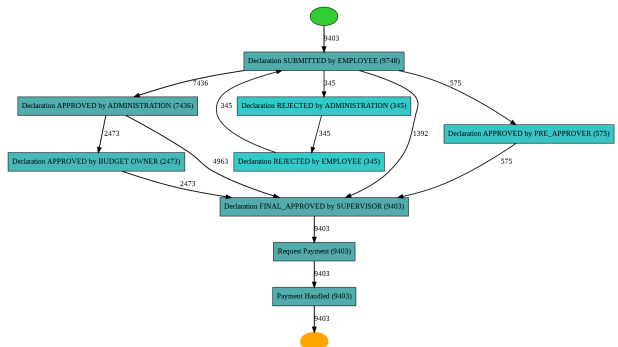 9403
Declaration SUBMITTED by EMPLOYEE (9748)
7436
345
575
Declaration APPROVED by ADMINISTRATION (7436)
345
Declaration REJECTED by ADMINISTRATION (345)
2473
345
1392
Declaration APPROVED by PRE_APPROVER (575)
Declaration APPROVED by BUDGET OWNER (2473)
4963
Declaration REJECTED by EMPLOYEE (345)
575
2473
Declaration FINAL_APPROVED by SUPERVISOR (9403)
9403
Request Payment (9403)
9403
Payment Handled (9403)
9403